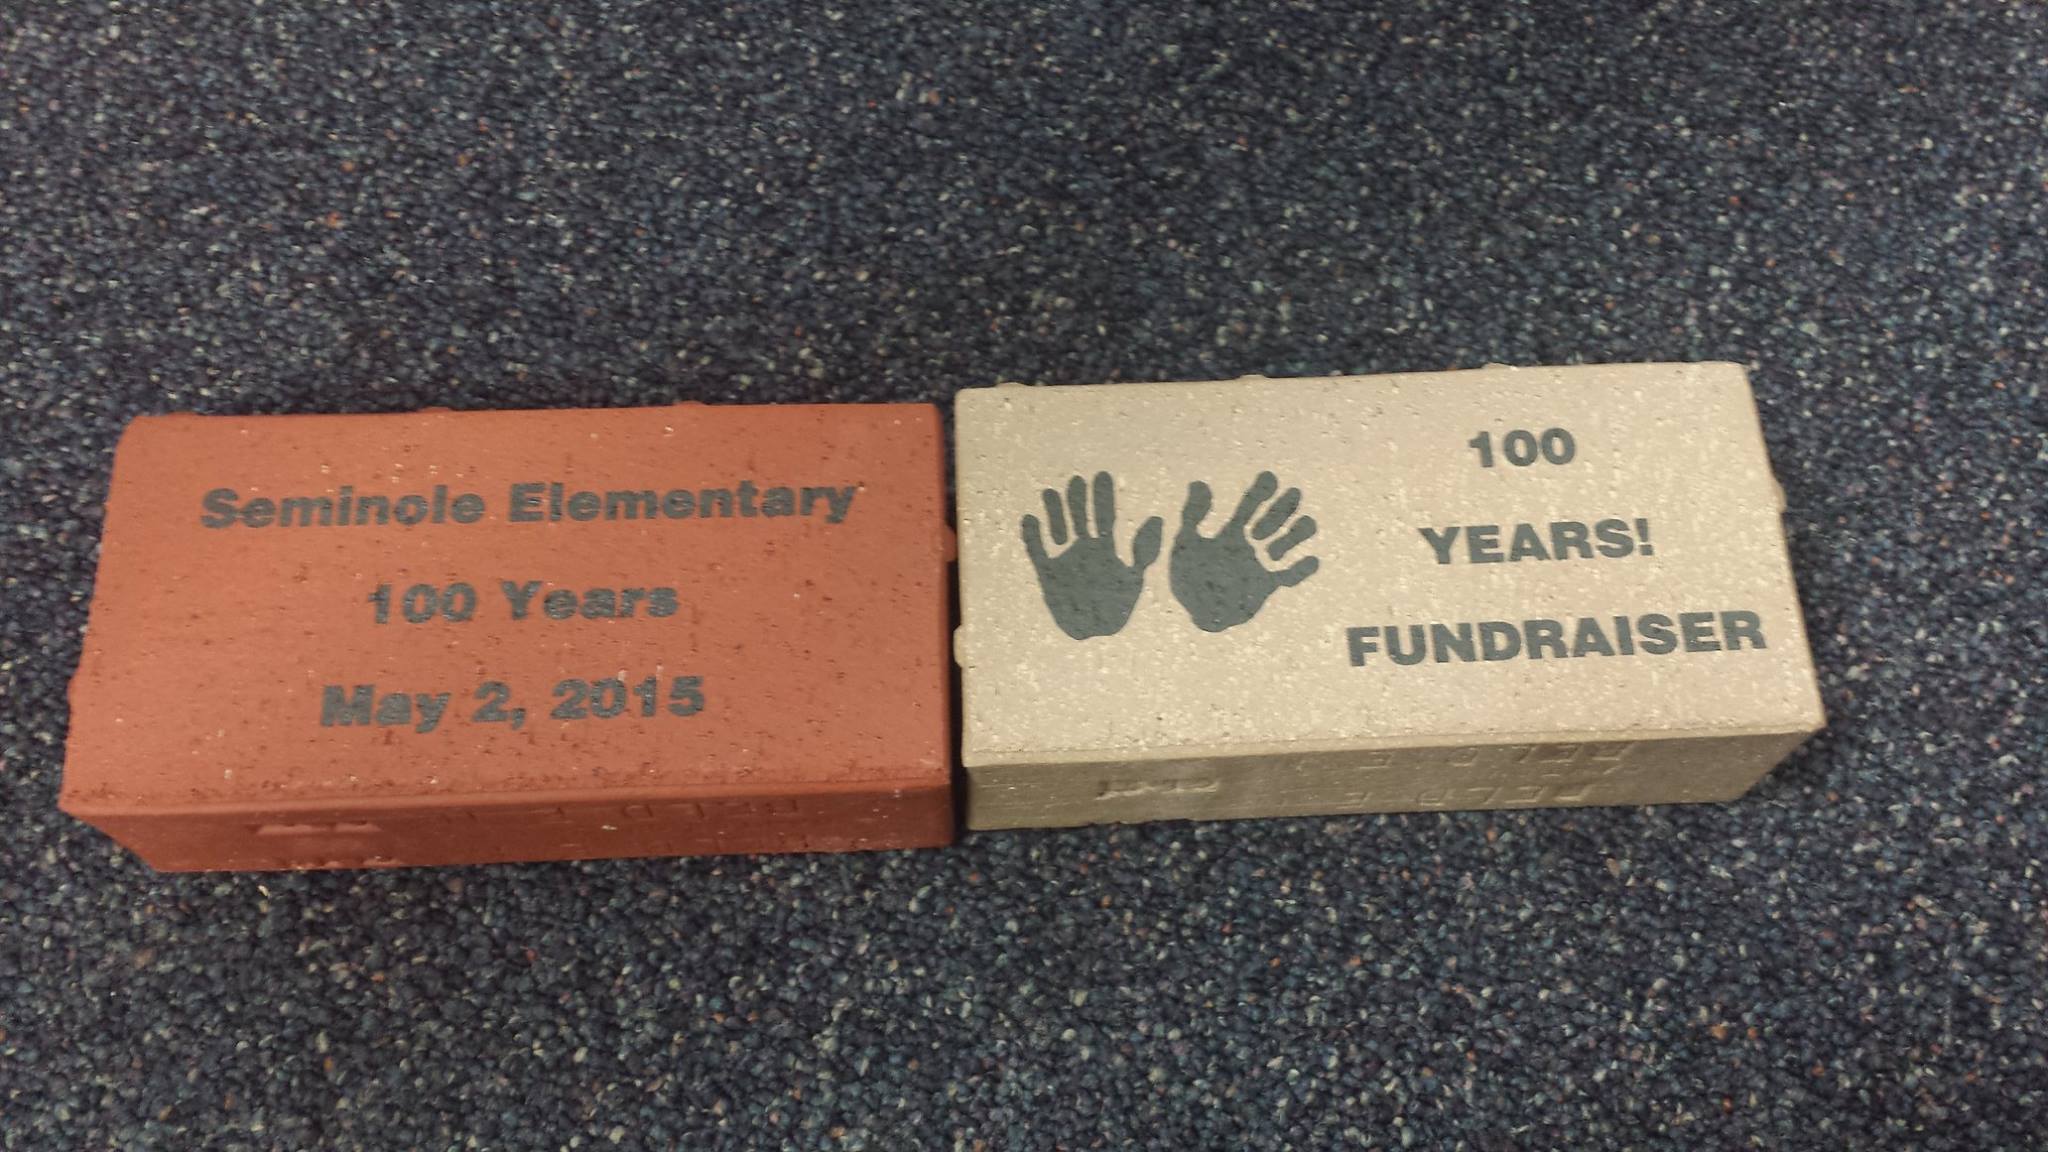 Seminole Elementary
100 Years
May 2, 2015
100
YEARS!
FUNDRAISER